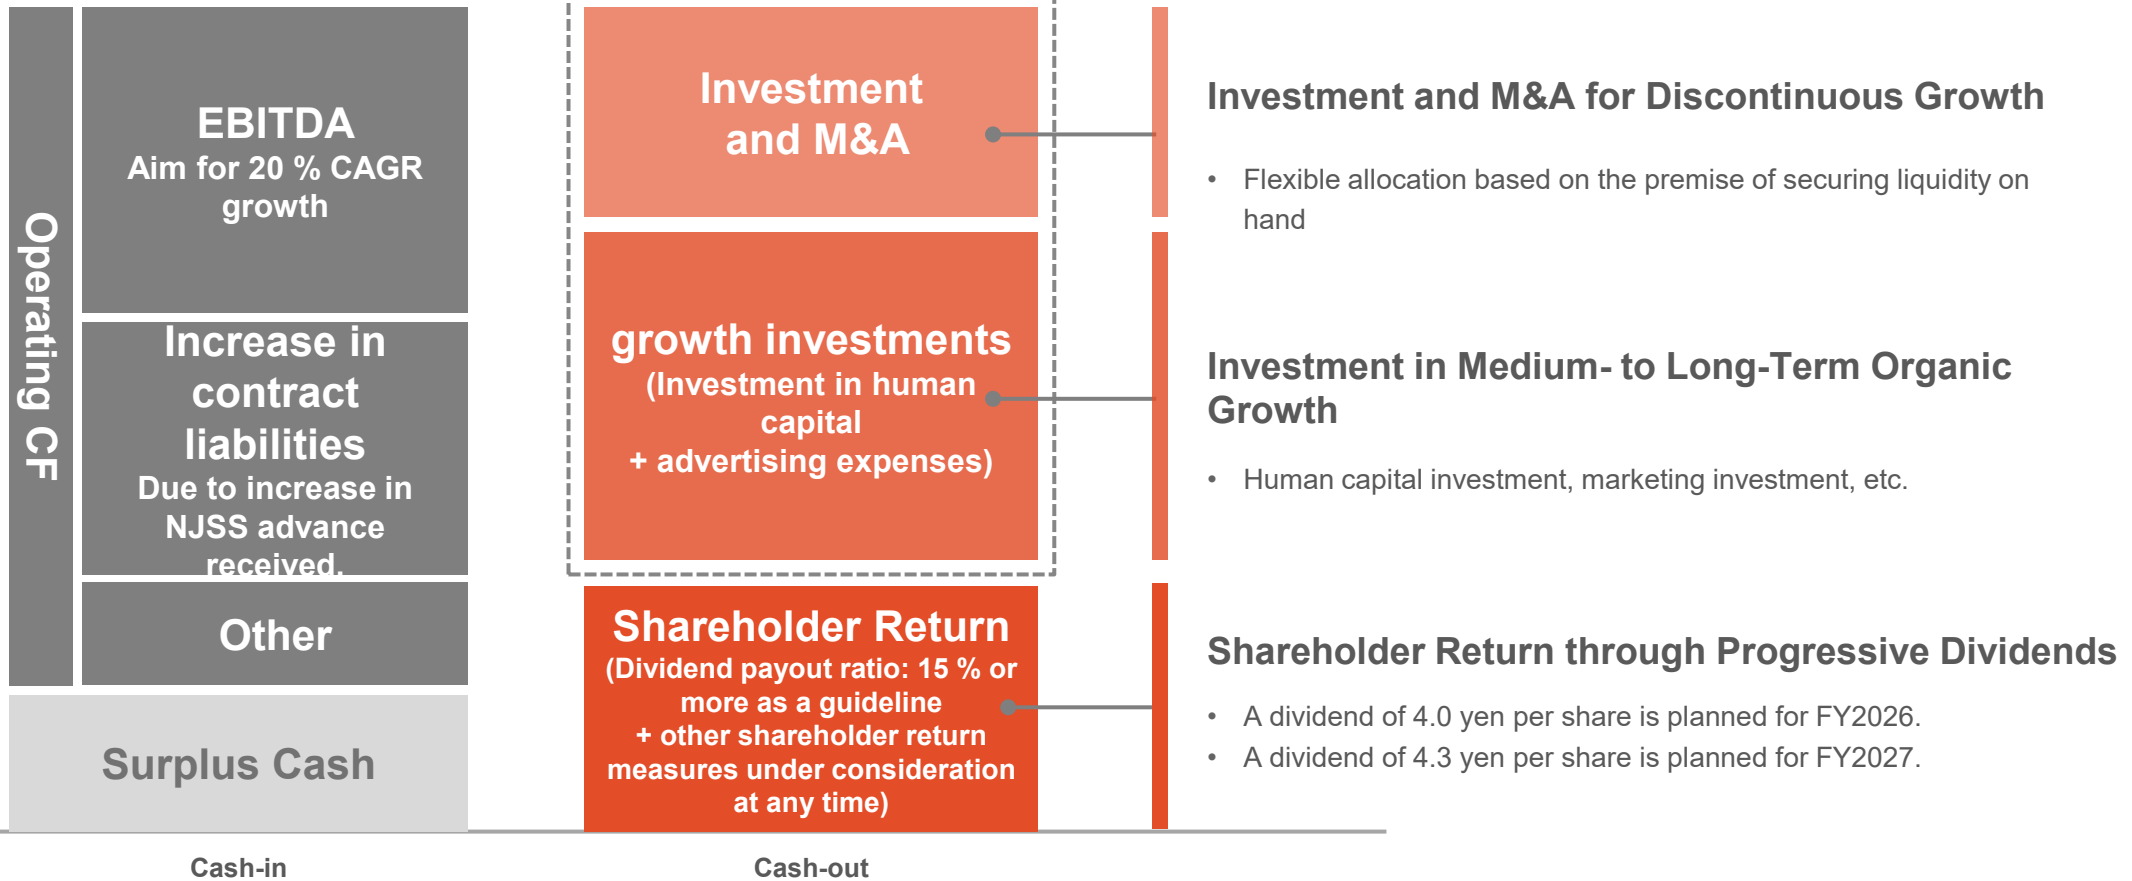 Operating CF
EBITDA
Aim for 20 % CAGR
growth
Increase in
contract
liabilities
Due to increase in
NJSS advance
received.
Other
Surplus Cash
Cash-in
Investment
and M&A
growth investments
(Investment in human
capital
+ advertising expenses)
Shareholder Return
(Dividend payout ratio: 15 % or
more as a guideline
+ other shareholder return
measures under consideration
at any time)
Cash-out
Investment and M&A for Discontinuous Growth
• Flexible allocation based on the premise of securing liquidity on
hand
Investment in Medium- to Long-Term Organic
Growth
• Human capital investment, marketing investment, etc.
Shareholder Return through Progressive Dividends
• A dividend of 4.0 yen per share is planned for FY2026.
• A dividend of 4.3 yen per share is planned for FY2027.